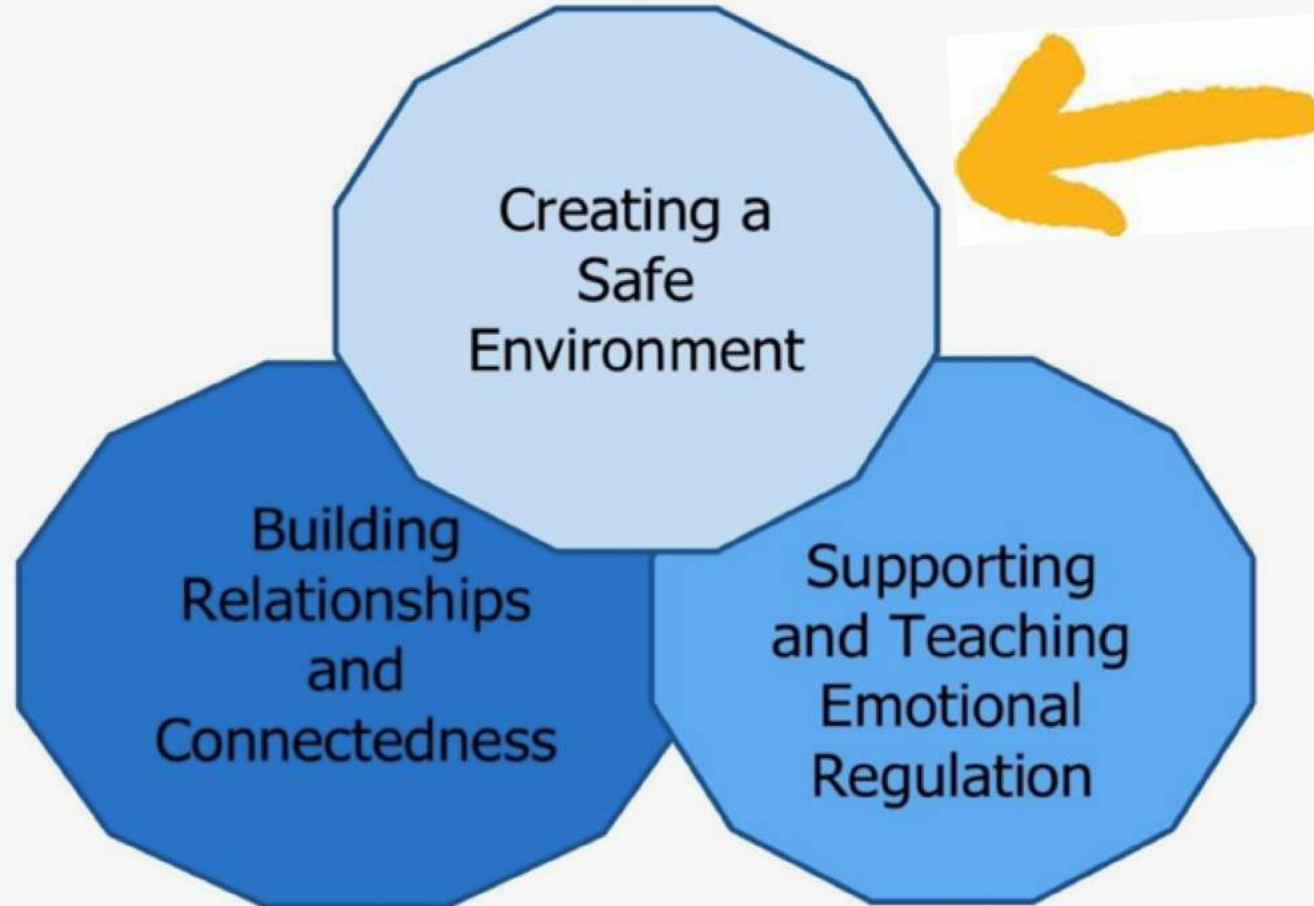 Creating a
Safe
Environment
Building
Relationships
and
Connectedness
Supporting
and Teaching
Emotional
Regulation